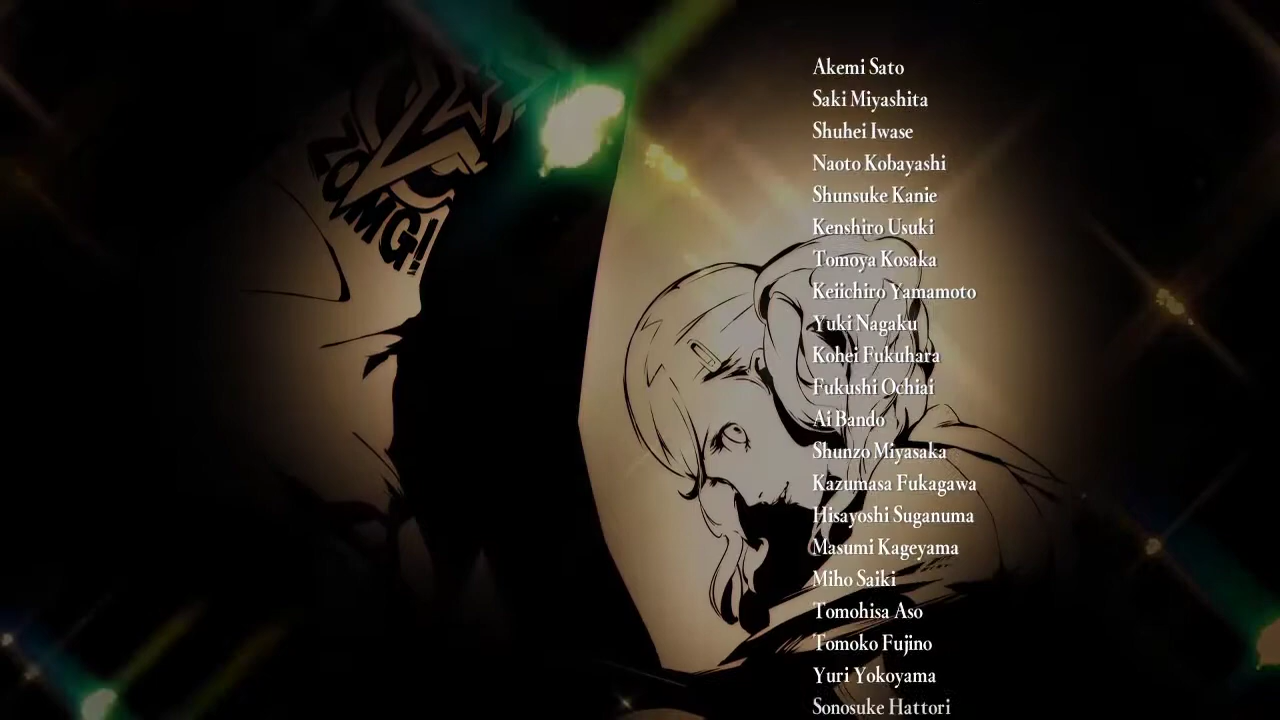 ZOMG!
Akemi Sato
Saki Miyashita
Shuhei Iwase
Naoto Kobayashi
Shunsuke Kanie
Kenshiro Usuki
Tomoya Kosaka
Keiichiro Yamamoto
Yuki Nagaku
Kohei Fukuhara
Fukushi Ochiai
Ai Bando
Shunzo Miyasaka
Kazumasa Fukagawa
Hisayoshi Suganuma
Masumi Kageyama
Miho Saiki
Tomohisa Aso
Tomoko Fujino
Yuri Yokoyama
Sonosuke Hattori